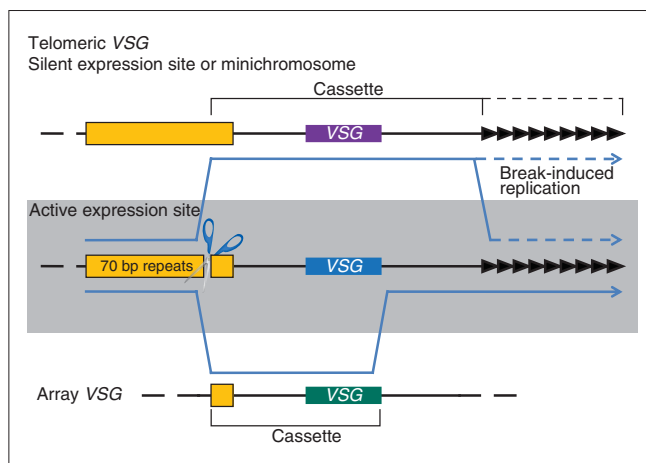 Telomeric VSG
Silent expression site or minichromosome
Cassette
VSG
Break-induced
replication
Active expression site
70 bp repeats
VSG
Array VSG
VSG
Cassette